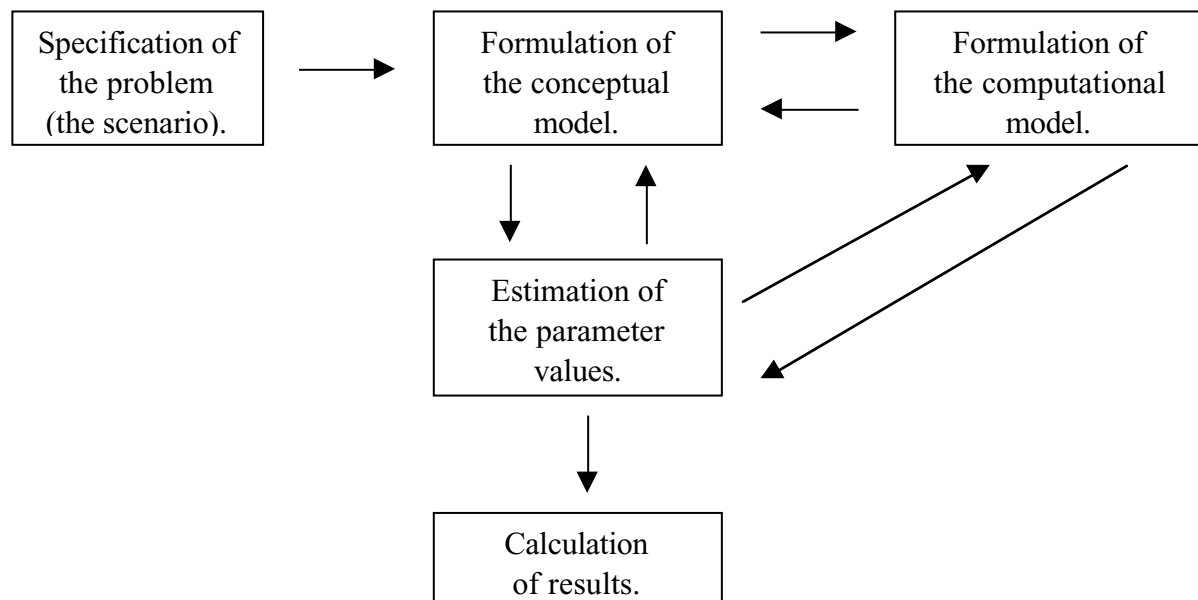 Specification of
the problem
(the scenario).
Formulation of
the conceptual
model.
Formulation of
the computational
model.
Estimation of
the parameter
values.
Calculation
of results.